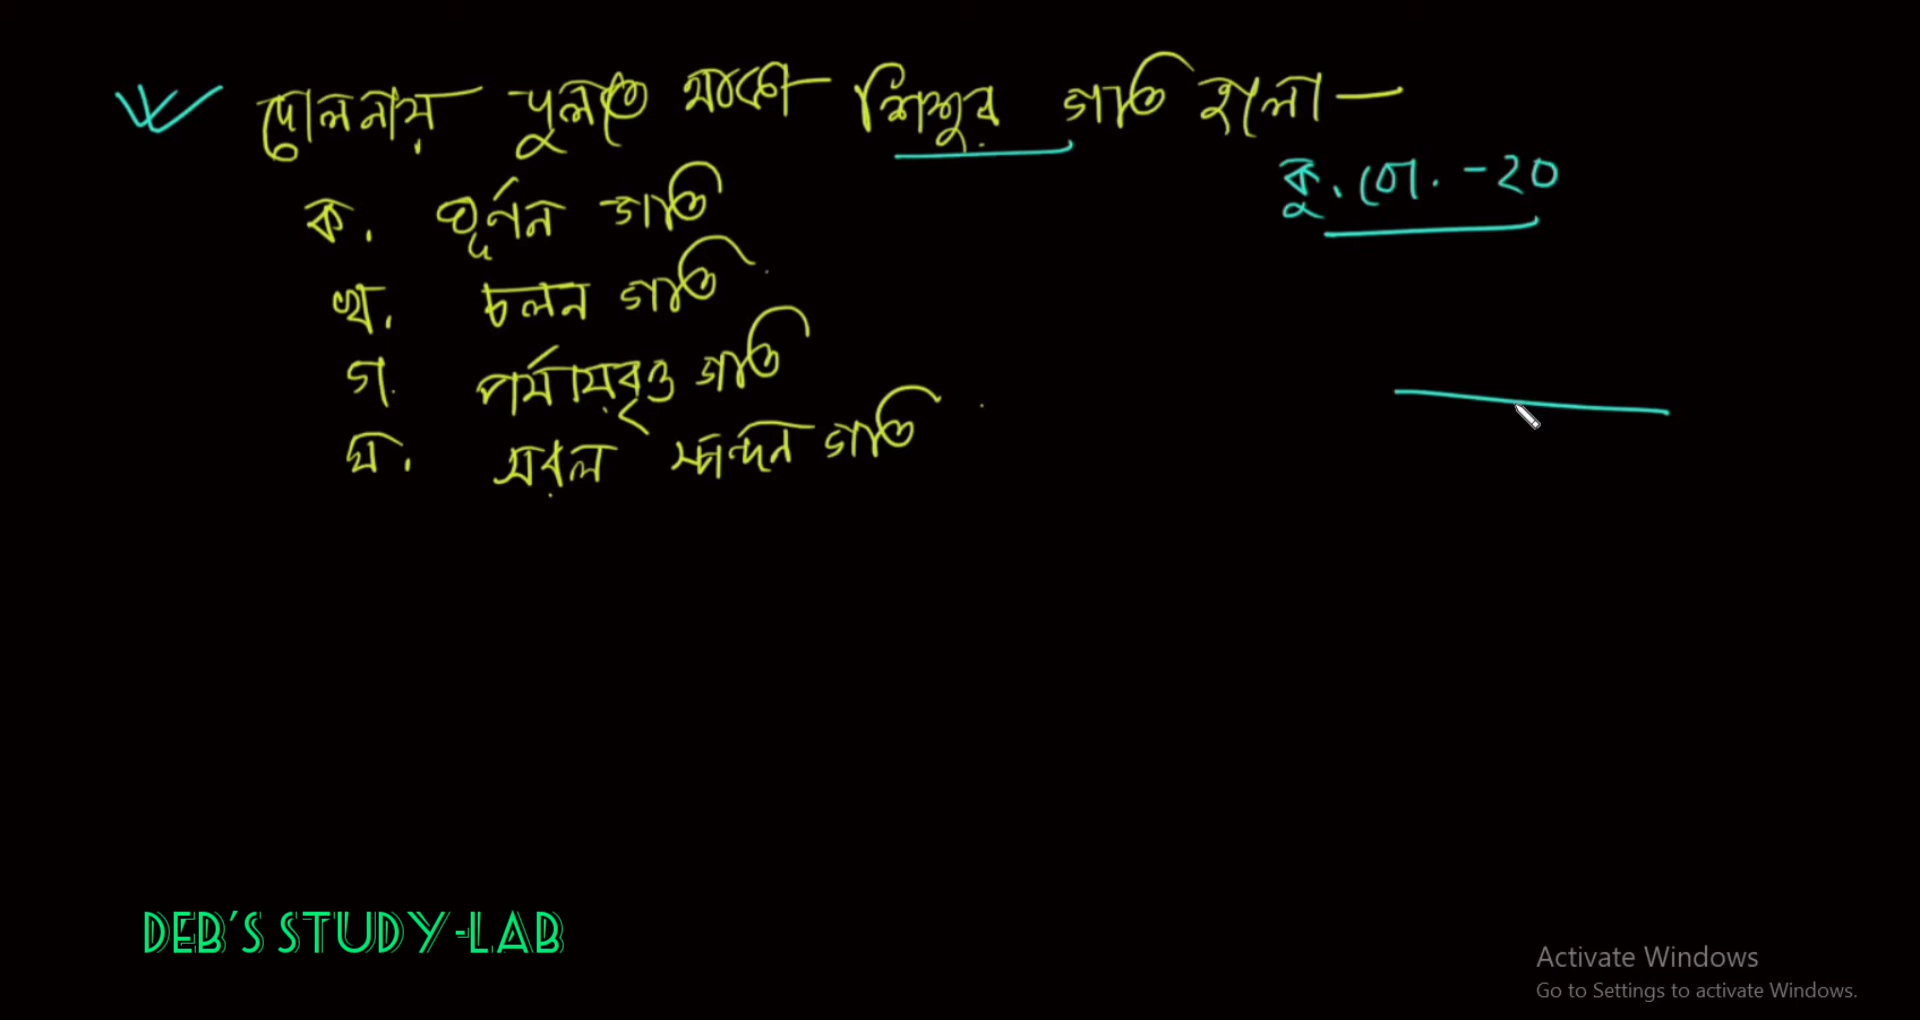 দোলনায় দুলতে থাকা শিশুর গতি হলো —
কু. বো. - 20
ক. ঘূর্ণন গতি
খ. চলন গতি
গ. পর্যায়বৃত্ত গতি
ঘ. সরল স্পন্দন গতি
DEB'S STUDY-LAB
Activate Windows
Go to Settings to activate Windows.